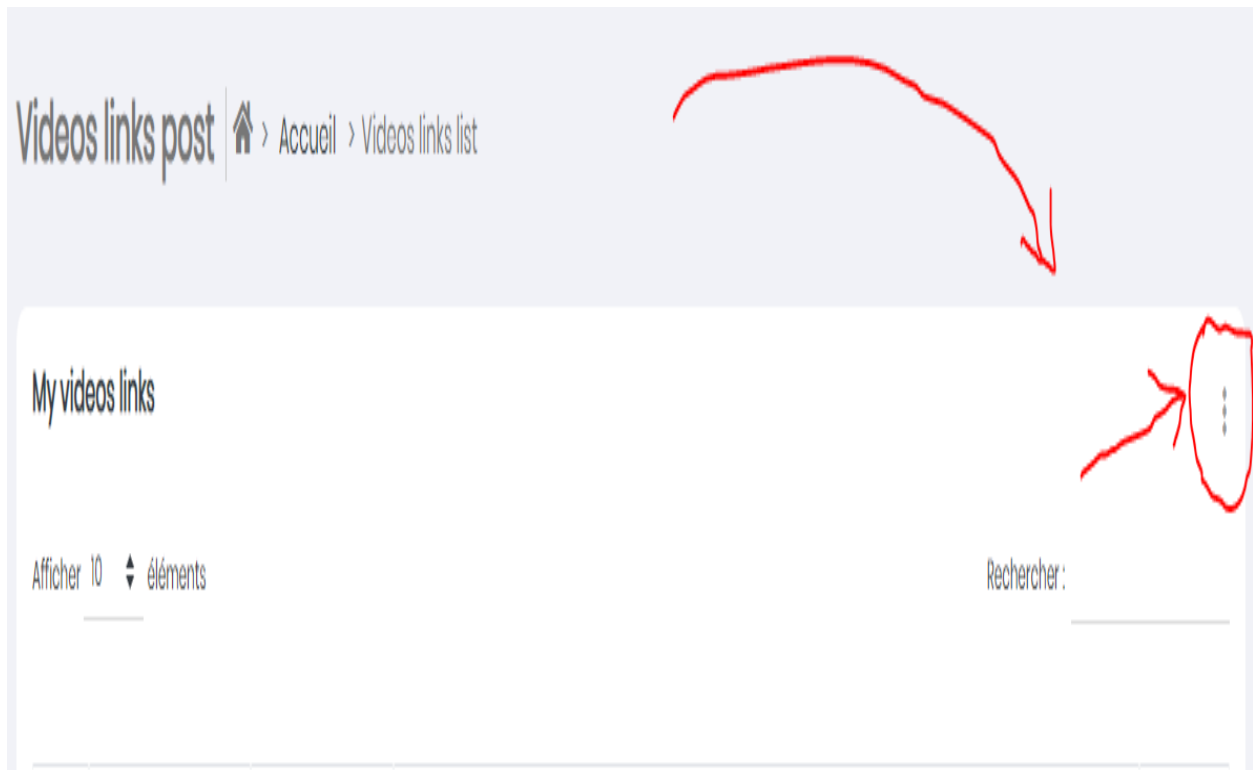 Videos links post > Accueil > Videos links list
My videos links
Afficher 10 éléments
Rechercher :